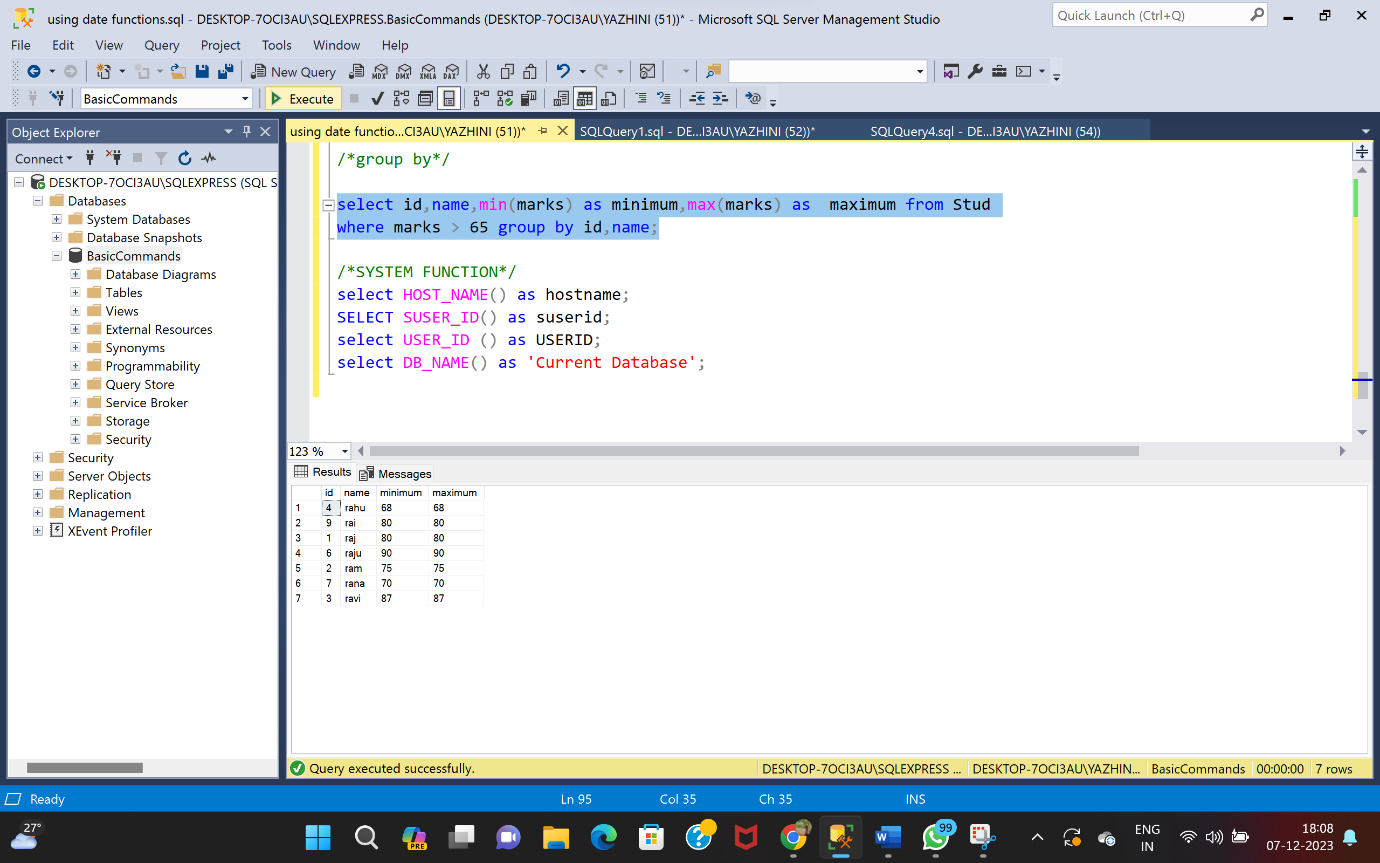 using date functions.sql - DESKTOP-7OCI3AU\SQLEXPRESS.BasicCommands (DESKTOP-7OCI3AU\YAZHINI (51))* - Microsoft SQL Server Management Studio
Quick Launch (Ctrl+Q)
File Edit View Query Project Tools Window Help
New Query MDX DMX XMLA DAX
BasicCommands Execute
Object Explorer
Connect
DESKTOP-7OCI3AU\SQLEXPRESS (SQL S
Databases
System Databases
Database Snapshots
BasicCommands
Database Diagrams
Tables
Views
External Resources
Synonyms
Programmability
Query Store
Service Broker
Storage
Security
Security
Server Objects
Replication
Management
XEvent Profiler
using date functio...CI3AU\YAZHINI (51))* SQLQuery1.sql - DE...I3AU\YAZHINI (52))* SQLQuery4.sql - DE...I3AU\YAZHINI (54))
/*group by*/
select id,name,min(marks) as minimum,max(marks) as  maximum from Stud
where marks > 65 group by id,name;
/*SYSTEM FUNCTION*/
select HOST_NAME() as hostname;
SELECT SUSER_ID() as suserid;
select USER_ID () as USERID;
select DB_NAME() as 'Current Database';
123 %
Results Messages
id name minimum maximum
1 4 rahu 68 68
2 9 rai 80 80
3 1 raj 80 80
4 6 raju 90 90
5 2 ram 75 75
6 7 rana 70 70
7 3 ravi 87 87
Query executed successfully. DESKTOP-7OCI3AU\SQLEXPRESS ... DESKTOP-7OCI3AU\YAZHIN... BasicCommands 00:00:00 7 rows
Ready Ln 95 Col 35 Ch 35 INS
27° PRE 99 ENG 18:08
IN 07-12-2023